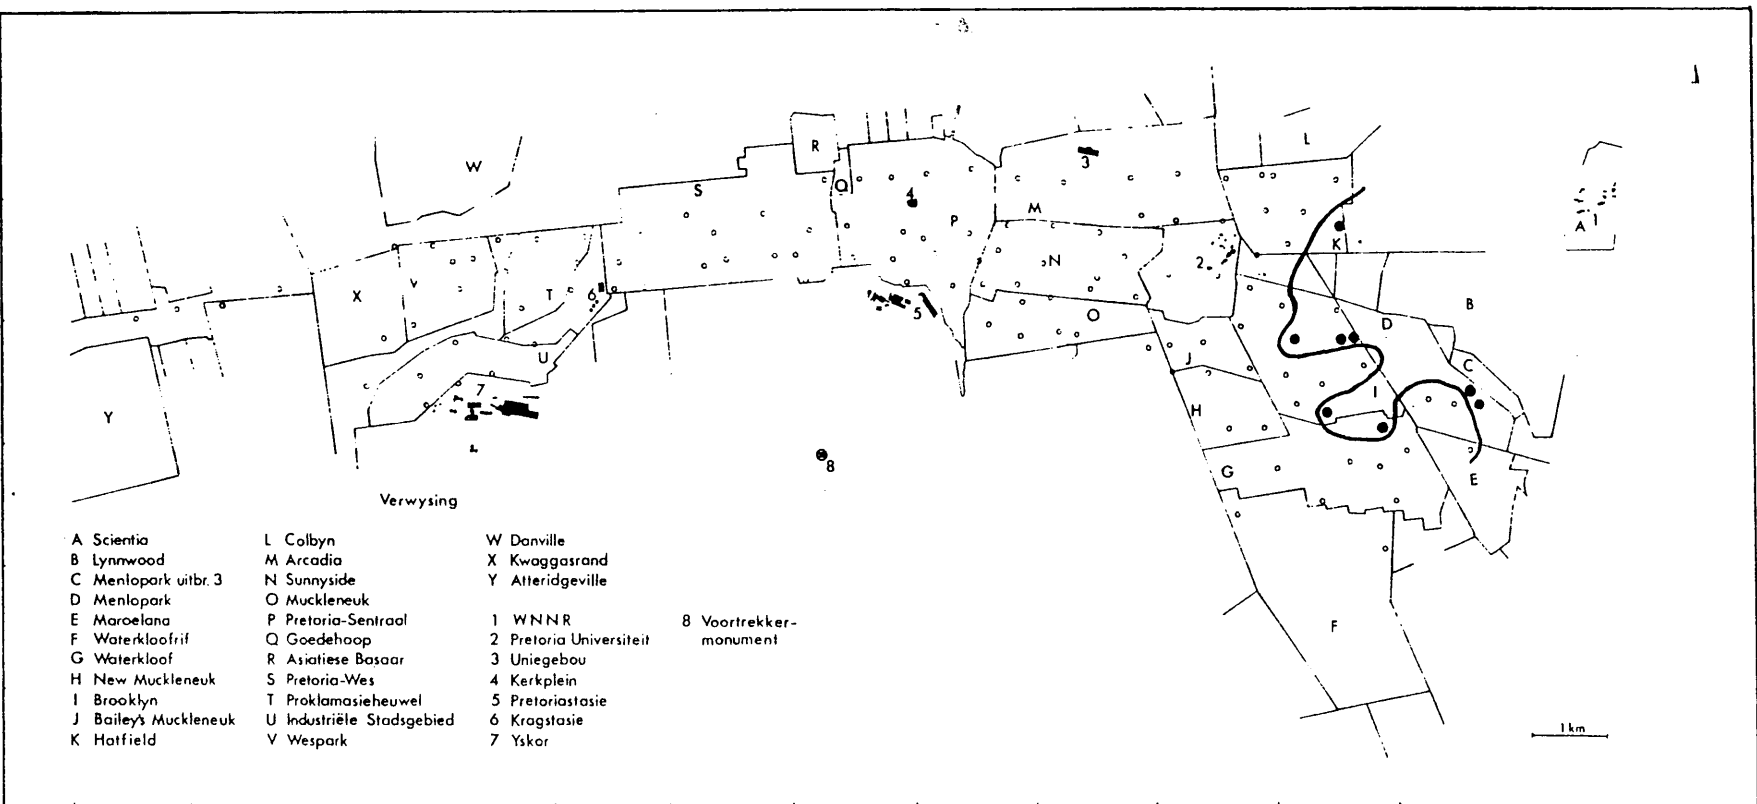 L
R
W
3
Q
4
S
A 1
M
P
K
N
2
V
X
T
6
B
5
O
D
U
J
C
7
I
Y
H
8
G
E
F
1 km
Verwysing
A Scientia
B Lynnwood
C Menlopark uitbr. 3
D Menlopark
E Maroelana
F Waterkloofrif
G Waterkloof
H New Muckleneuk
I Brooklyn
J Bailey's Muckleneuk
K Hatfield
L Colbyn
M Arcadia
N Sunnyside
O Muckleneuk
P Pretoria-Sentraal
Q Goedehoop
R Asiatiese Basaar
S Pretoria-Wes
T Proklamasieheuwel
U Industriële Stadsgebied
V Wespark
W Danville
X Kwaggasrand
Y Atteridgeville
1 WNNR
2 Pretoria Universiteit
3 Uniegebou
4 Kerkplein
5 Pretoriastasie
6 Kragstasie
7 Yskor
8 Voortrekker-
monument